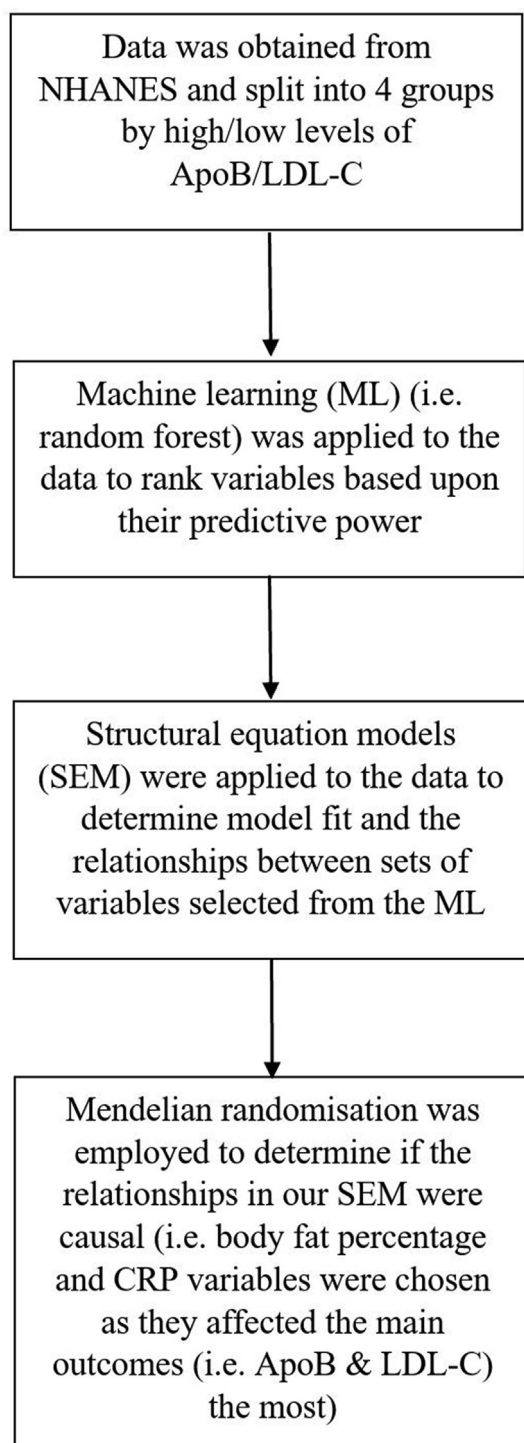 Data was obtained from
NHANES and split into 4 groups
by high/low levels of
ApoB/LDL-C
Machine learning (ML) (i.e.
random forest) was applied to the
data to rank variables based upon
their predictive power
Structural equation models
(SEM) were applied to the data to
determine model fit and the
relationships between sets of
variables selected from the ML
Mendelian randomisation was
employed to determine if the
relationships in our SEM were
causal (i.e. body fat percentage
and CRP variables were chosen
as they affected the main
outcomes (i.e. ApoB & LDL-C)
the most)